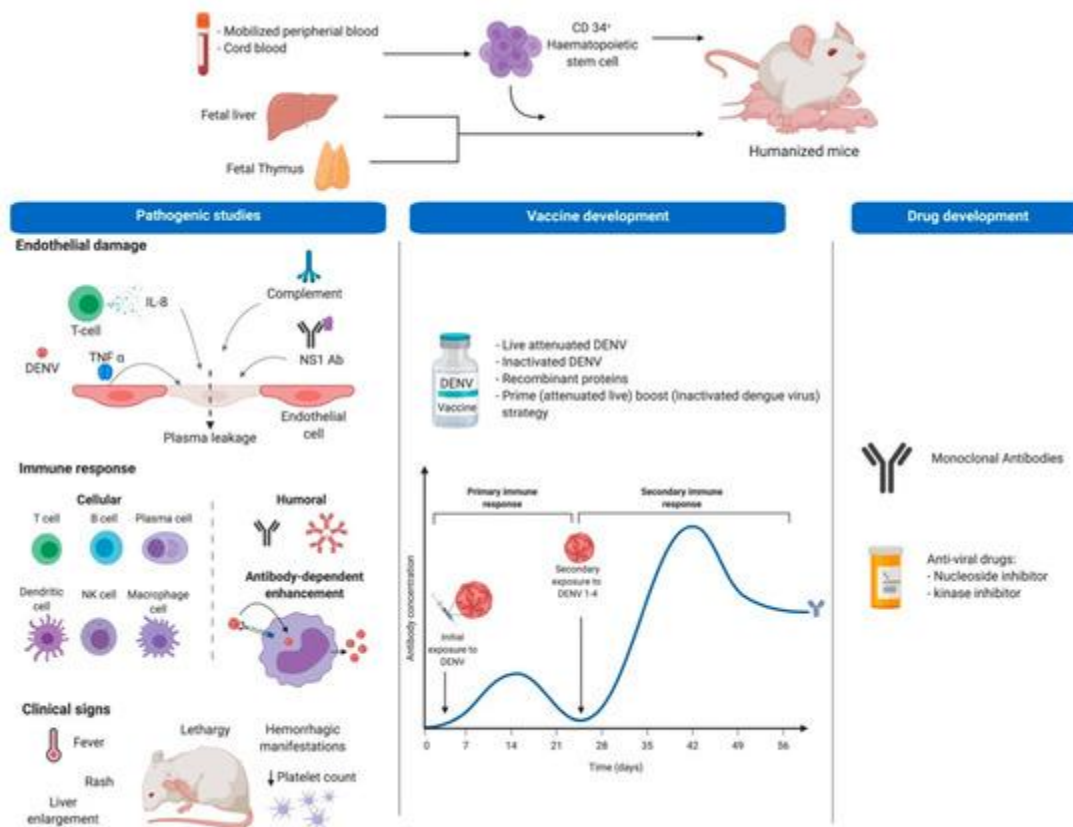 - Mobilized peripherial blood
- Cord blood
CD 34⁺
Haematopoietic
stem cell
Fetal liver
Fetal Thymus
Humanized mice
Pathogenic studies
Endothelial damage
IL-8
T-cell
Complement
NS1 Ab
DENV
TNF α
Endothelial
cell
Plasma leakage
Immune response
Cellular
T cell
B cell
Plasma cell
Dendritic
cell
NK cell
Macrophage
cell
Humoral
Antibody-dependent
enhancement
Clinical signs
Fever
Rash
Liver
enlargement
Lethargy
Hemorrhagic
manifestations
Platelet count
Vaccine development
DENV
Vaccine
- Live attenuated DENV
- Inactivated DENV
- Recombinant proteins
- Prime (attenuated live) boost (Inactivated dengue virus)
strategy
Primary immune
response
Secondary immune
response
Antibody concentration
Initial
exposure to
DENV
Secondary
exposure to
DENV 1-4
0 7 14 21 28 35 42 49 56
Time (days)
Drug development
Monoclonal Antibodies
Anti-viral drugs:
- Nucleoside inhibitor
- kinase inhibitor